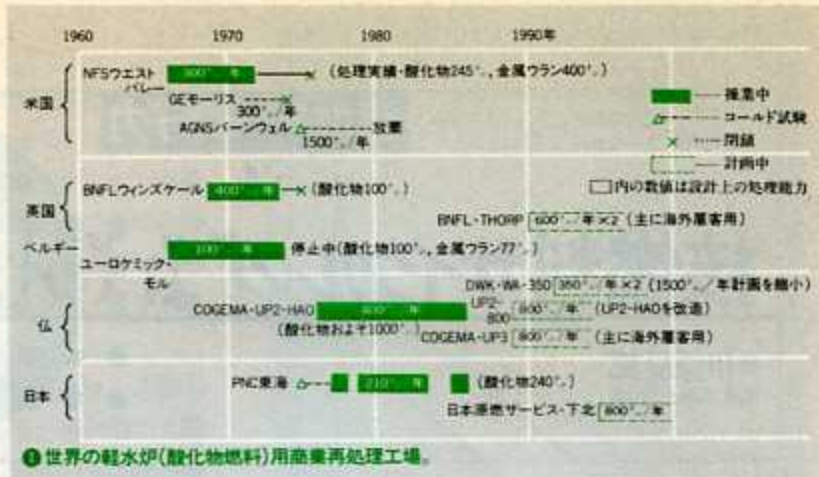 1960 1970 1980 1990年
米国
NFSウエスト
バレー
300ᵗ/年
(処理実績・酸化物245ᵗ, 金属ウラン400ᵗ)
GEモーリス
300ᵗ/年
AGNSバーンウェル
放棄
1500ᵗ/年
操業中
コールド試験
閉鎖
計画中
内の数値は設計上の処理能力
英国
BNFLウィンズケール 400ᵗ/年 (酸化物100ᵗ)
BNFL-THORP 600ᵗ/年×2 (主に海外顧客用)
ベルギー
ユーロケミック・
モル
100ᵗ/年 停止中(酸化物100ᵗ, 金属ウラン77ᵗ)
DWK-WA-350 350ᵗ/年×2 (1500ᵗ/年計画を縮小)
仏
COGEMA-UP2-HAO
(酸化物およそ1000ᵗ)
UP2-
800
800ᵗ/年 (UP2-HAOを改造)
COGEMA-UP3 800ᵗ/年 (主に海外顧客用)
日本
PNC東海 210ᵗ/年 (酸化物240ᵗ)
日本原燃サービス・下北 800ᵗ/年
❶世界の軽水炉(酸化物燃料)用商業再処理工場。